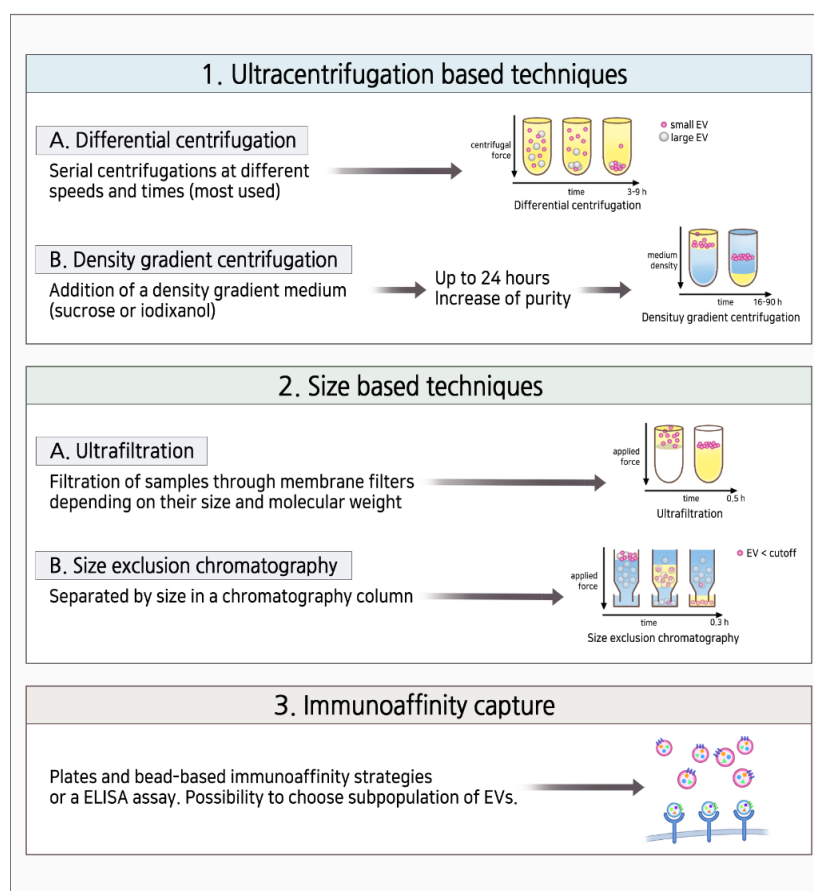 1. Ultracentrifugation based techniques
A. Differential centrifugation
Serial centrifugations at different
speeds and times (most used)
centrifugal
force
small EV
large EV
time
3-9 h
Differential centrifugation
B. Density gradient centrifugation
Addition of a density gradient medium
(sucrose or iodixanol)
Up to 24 hours
Increase of purity
medium
density
time
16-90 h
Densituy gradient centrifugation
2. Size based techniques
A. Ultrafiltration
Filtration of samples through membrane filters
depending on their size and molecular weight
applied
force
time
0.5 h
Ultrafiltration
B. Size exclusion chromatography
Separated by size in a chromatography column
applied
force
EV < cutoff
time
0.3 h
Size exclusion chromatography
3. Immunoaffinity capture
Plates and bead-based immunoaffinity strategies
or a ELISA assay. Possibility to choose subpopulation of EVs.